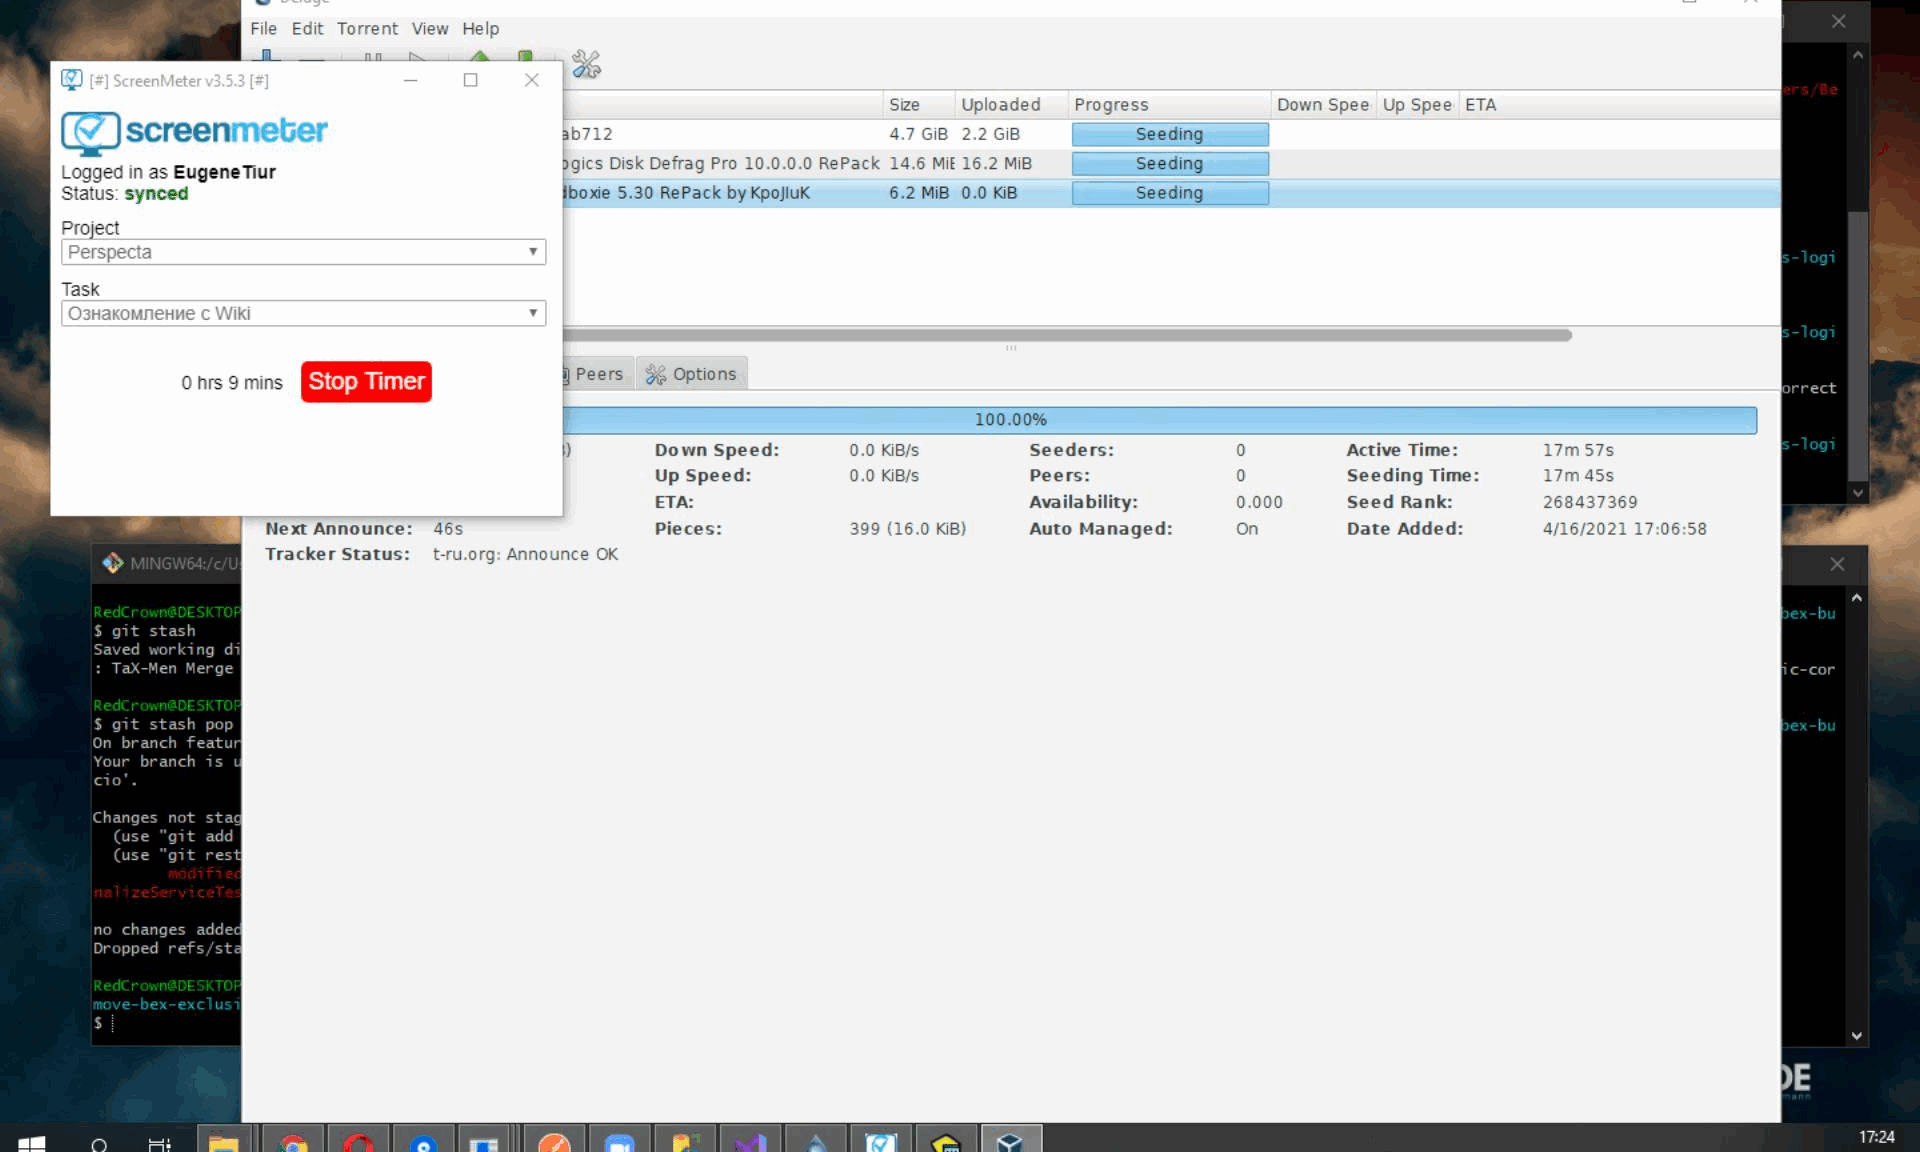 Deluge
File Edit Torrent View Help
[#] ScreenMeter v3.5.3 [#]
screenmeter
Logged in as EugeneTiur
Status: synced
Project
Perspecta
Task
Ознакомление с Wiki
0 hrs 9 mins Stop Timer
Size Uploaded Progress Down Spee Up Spee ETA
ab712 4.7 GiB 2.2 GiB Seeding
ogics Disk Defrag Pro 10.0.0.0 RePack 14.6 MiE 16.2 MiB Seeding
dboxie 5.30 RePack by KpoJIuK 6.2 MiB 0.0 KiB Seeding
Peers Options
100.00%
Down Speed: 0.0 KiB/s Seeders: 0 Active Time: 17m 57s
Up Speed: 0.0 KiB/s Peers: 0 Seeding Time: 17m 45s
ETA: Availability: 0.000 Seed Rank: 268437369
Next Announce: 46s Pieces: 399 (16.0 KiB) Auto Managed: On Date Added: 4/16/2021 17:06:58
Tracker Status: t-ru.org: Announce OK
MINGW64:/c/U
RedCrown@DESKTOP
$ git stash
Saved working di
: TaX-Men Merge
RedCrown@DESKTOP
$ git stash pop
On branch featur
Your branch is u
cio'.
Changes not stag
(use "git add
(use "git rest
modified
nalizeServiceTes
no changes added
Dropped refs/sta
RedCrown@DESKTOP
move-bex-exclusi
$
ers/Be
s-logi
s-logi
orrect
s-logi
bex-bu
ic-cor
bex-bu
DE
mann
17:24